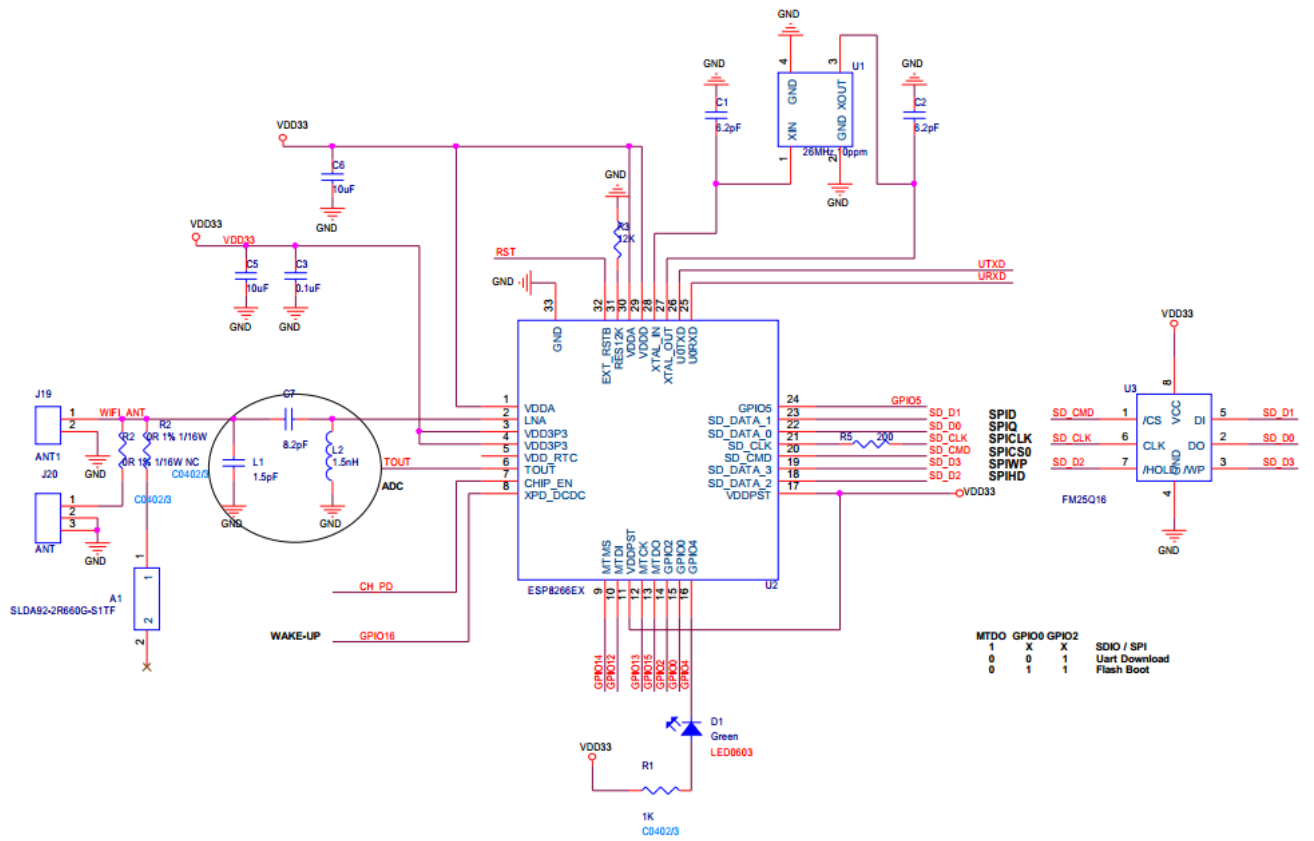 GND
4
3
U1
GND
XOUT
XIN
GND
1
2
26MHz,10ppm
GND
GND
C1
6.2pF
GND
C2
6.2pF
VDD33
C6
10uF
GND
VDD33
VDD33
C5
10uF
GND
C3
0.1uF
GND
GND
R3
12K
RST
GND
UTXD
URXD
33
32
31
30
29
28
27
26
25
GND
EXT_RSTB
RES12K
VDDA
VDDD
XTAL_IN
XTAL_OUT
U0TXD
U0RXD
J19
1
2
ANT1
GND
WIFI_ANT
R2
0R 1% 1/16W
R2
0R 1% 1/16W NC
C0402/3
C0402/3
J20
1
2
3
ANT
GND
1
1
2
2
A1
SLDA92-2R660G-S1TF
C7
8.2pF
L1
1.5pF
GND
L2
1.5nH
GND
TOUT
ADC
CH_PD
WAKE-UP
GPIO16
1 VDDA
2 LNA
3 VDD3P3
4 VDD3P3
5 VDD_RTC
6 TOUT
7 CHIP_EN
8 XPD_DCDC
GPIO5 24
SD_DATA_1 23
SD_DATA_0 22
SD_CLK 21
SD_CMD 20
SD_DATA_3 19
SD_DATA_2 18
VDDPST 17
GPIO5
SD_D1 SPID
SD_D0 SPIQ
R5 200 SD_CLK SPICLK
SD_CMD SPICS0
SD_D3 SPIWP
SD_D2 SPIHD
VDD33
MTMS
MTDI
VDDPST
MTCK
MTDO
GPIO2
GPIO0
GPIO4
ESP8266EX
U2
9
10
11
12
13
14
15
16
GPIO14
GPIO12
GPIO13
GPIO15
GPIO2
GPIO0
GPIO4
D1
Green
LED0603
VDD33
R1
1K
C0402/3
VDD33
U3
8
VCC
SD_CMD 1 /CS
SD_CLK 6 CLK
SD_D2 7 /HOLD
DI 5 SD_D1
DO 2 SD_D0
/WP 3 SD_D3
GND
4
FM25Q16
GND
MTDO GPIO0 GPIO2
1 X X SDIO / SPI
0 0 1 Uart Download
0 1 1 Flash Boot